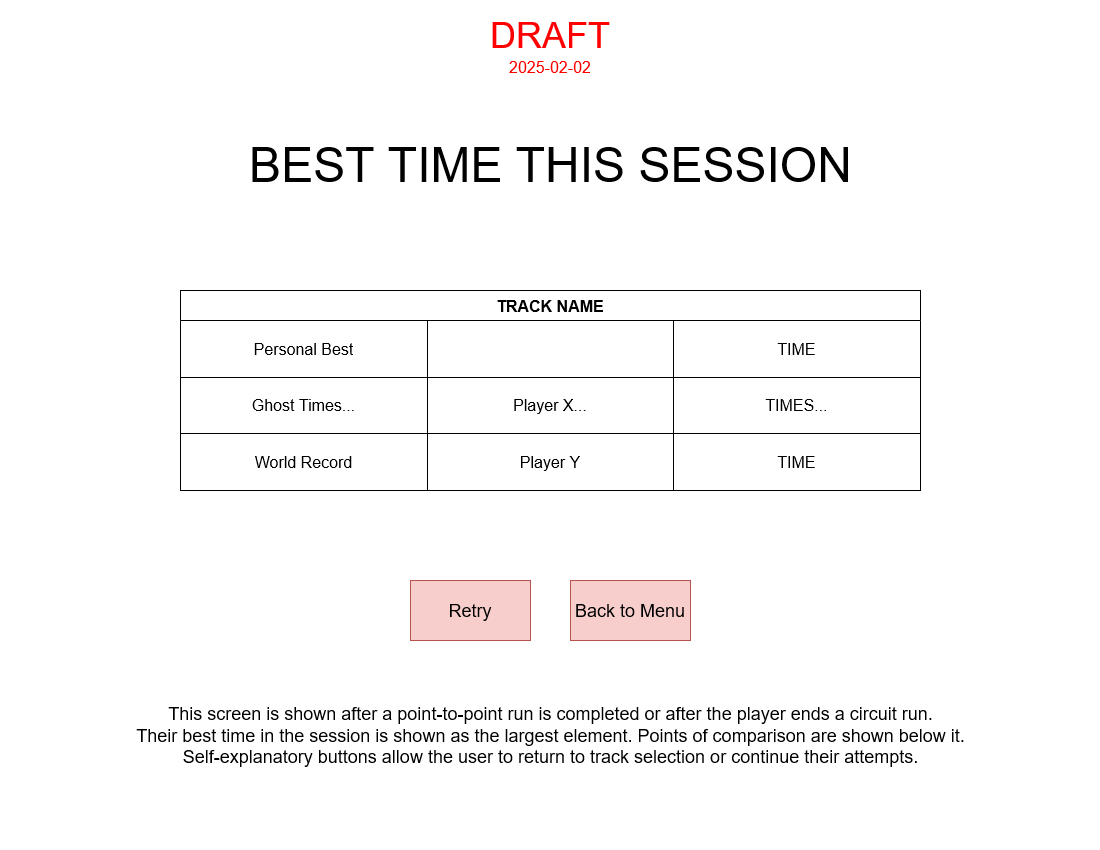 DRAFT
2025-02-02
BEST TIME THIS SESSION
TRACK NAME
Personal Best TIME
Ghost Times... Player X... TIMES...
World Record Player Y TIME
Retry Back to Menu
This screen is shown after a point-to-point run is completed or after the player ends a circuit run.
Their best time in the session is shown as the largest element. Points of comparison are shown below it.
Self-explanatory buttons allow the user to return to track selection or continue their attempts.